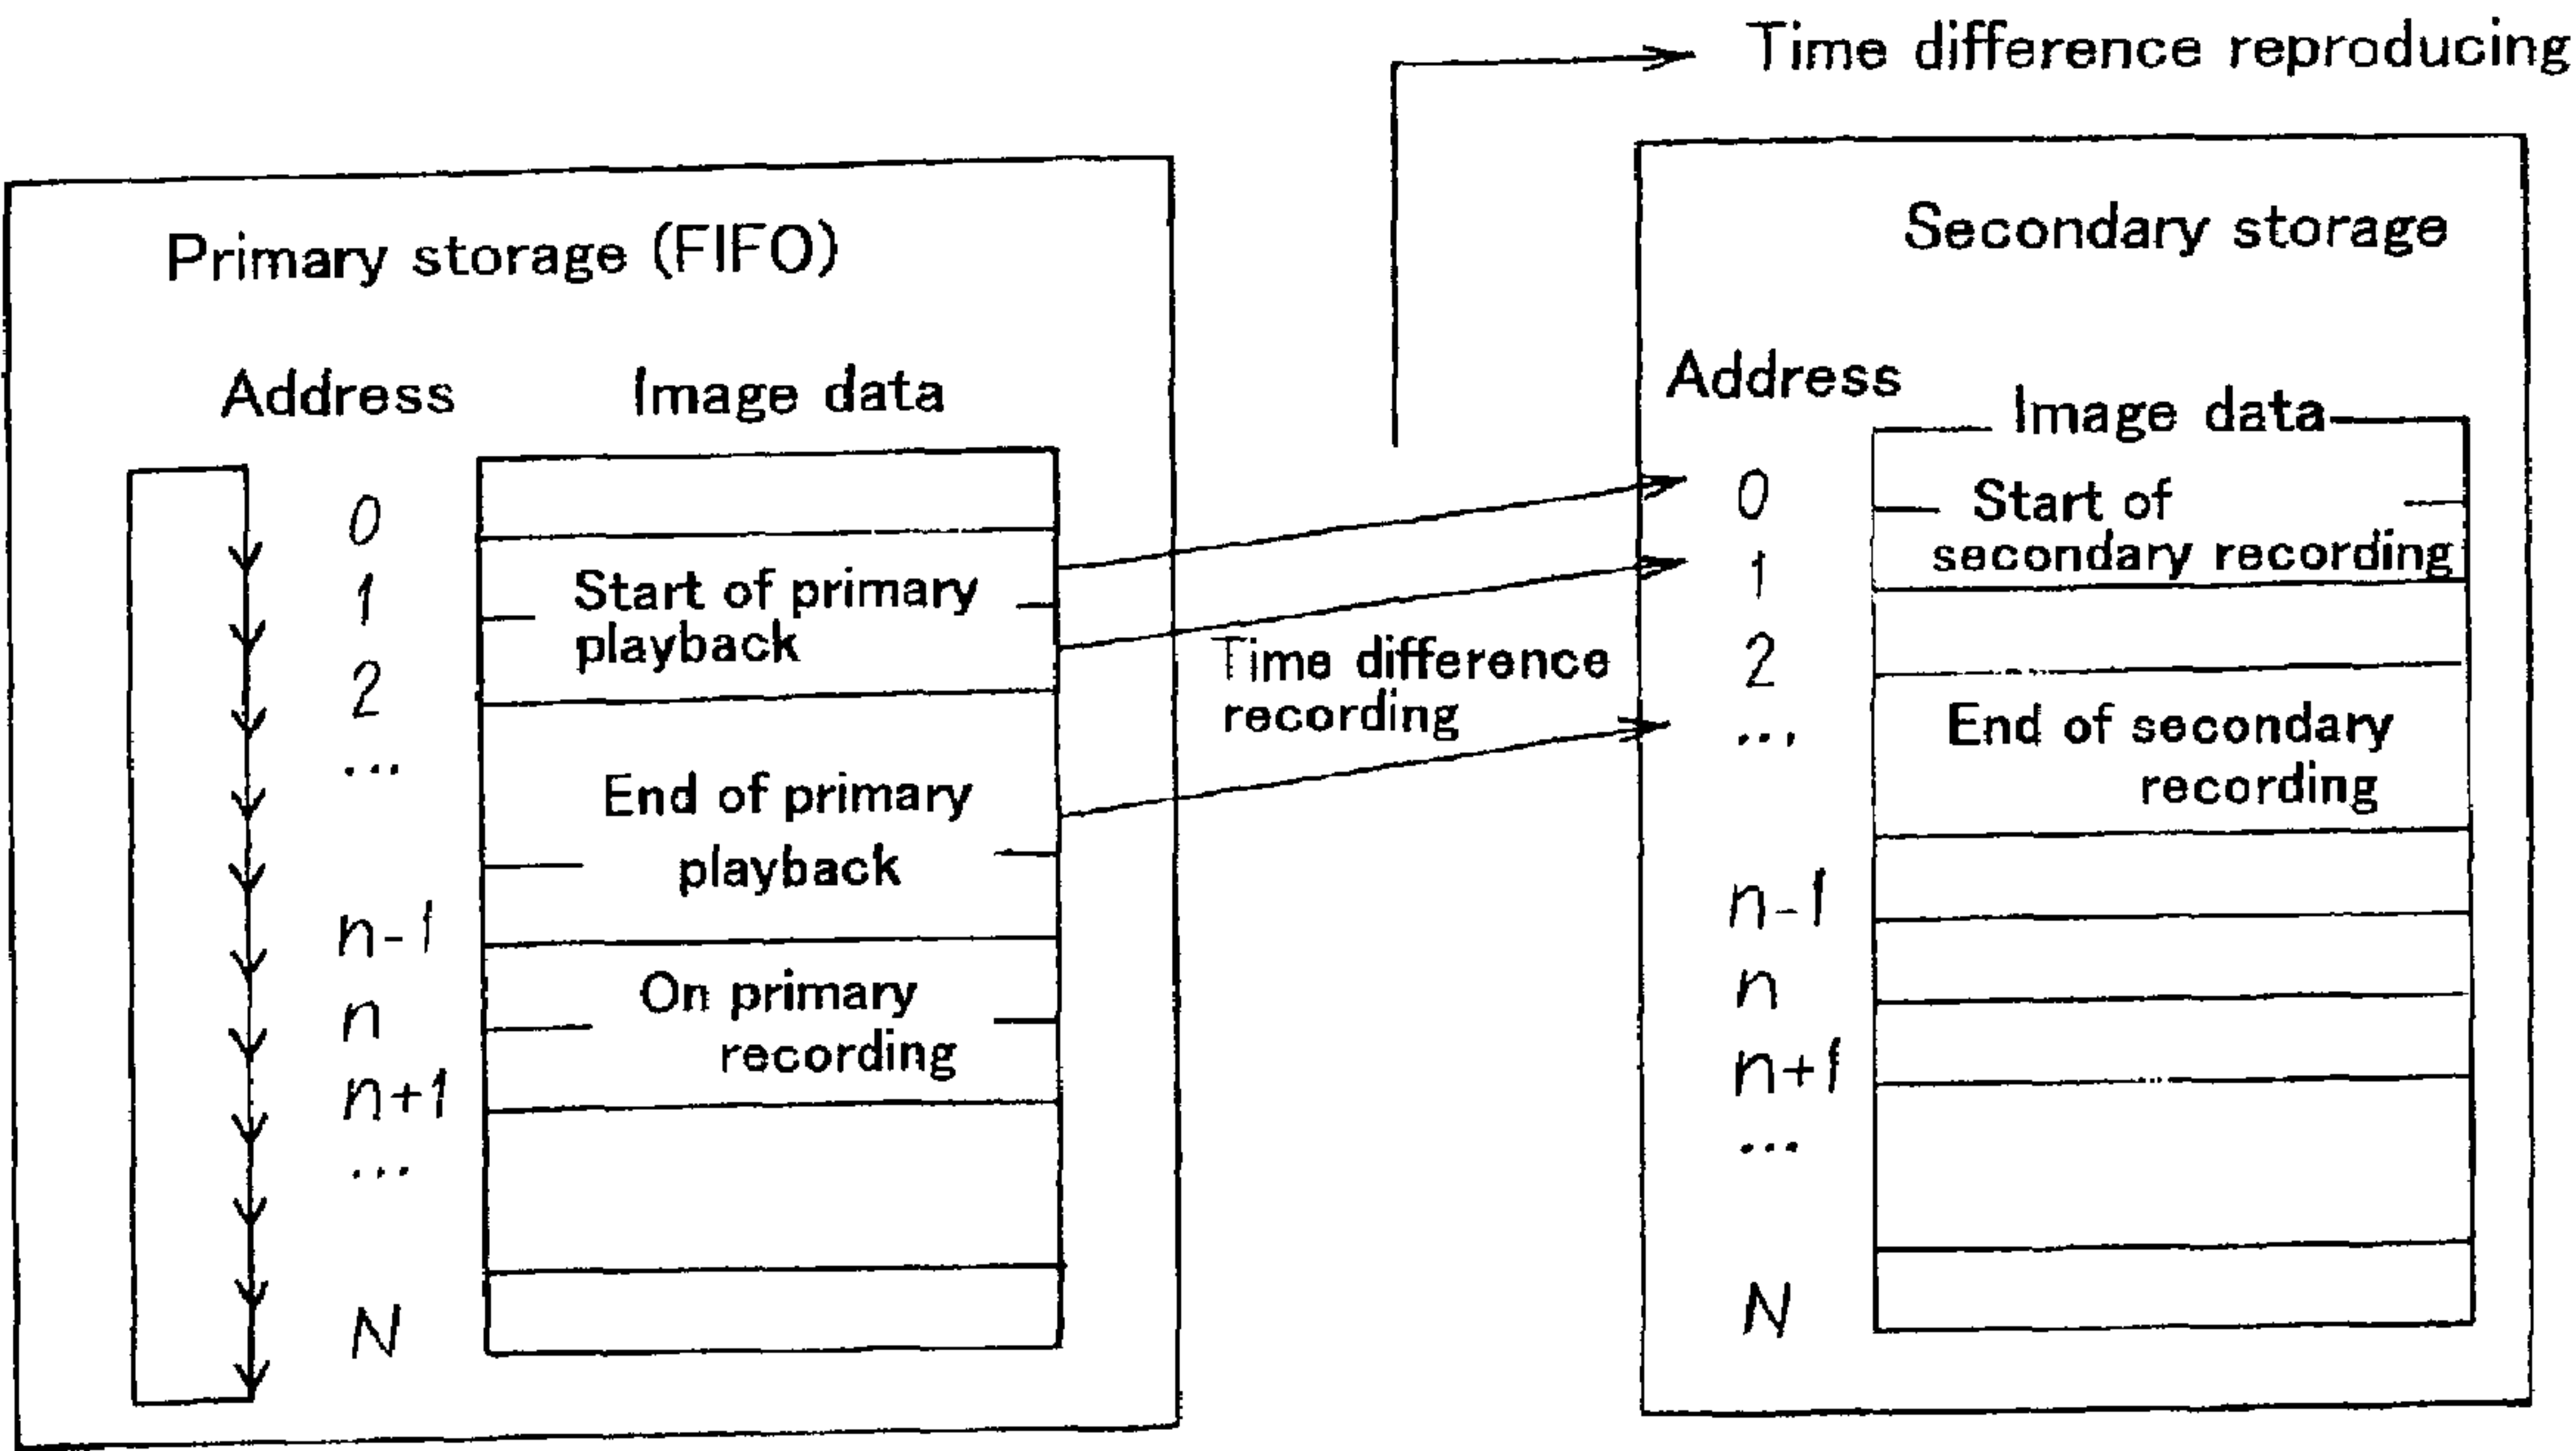 Time difference reproducing
Primary storage (FIFO)
Address
Image data
0
1
2
...
n-1
n
n+1
...
N
Start of primary
playback
End of primary
playback
On primary
recording
Time difference
recording
Secondary storage
Address
Image data
0
1
2
...
n-1
n
n+1
...
N
Start of
secondary recording
End of secondary
recording